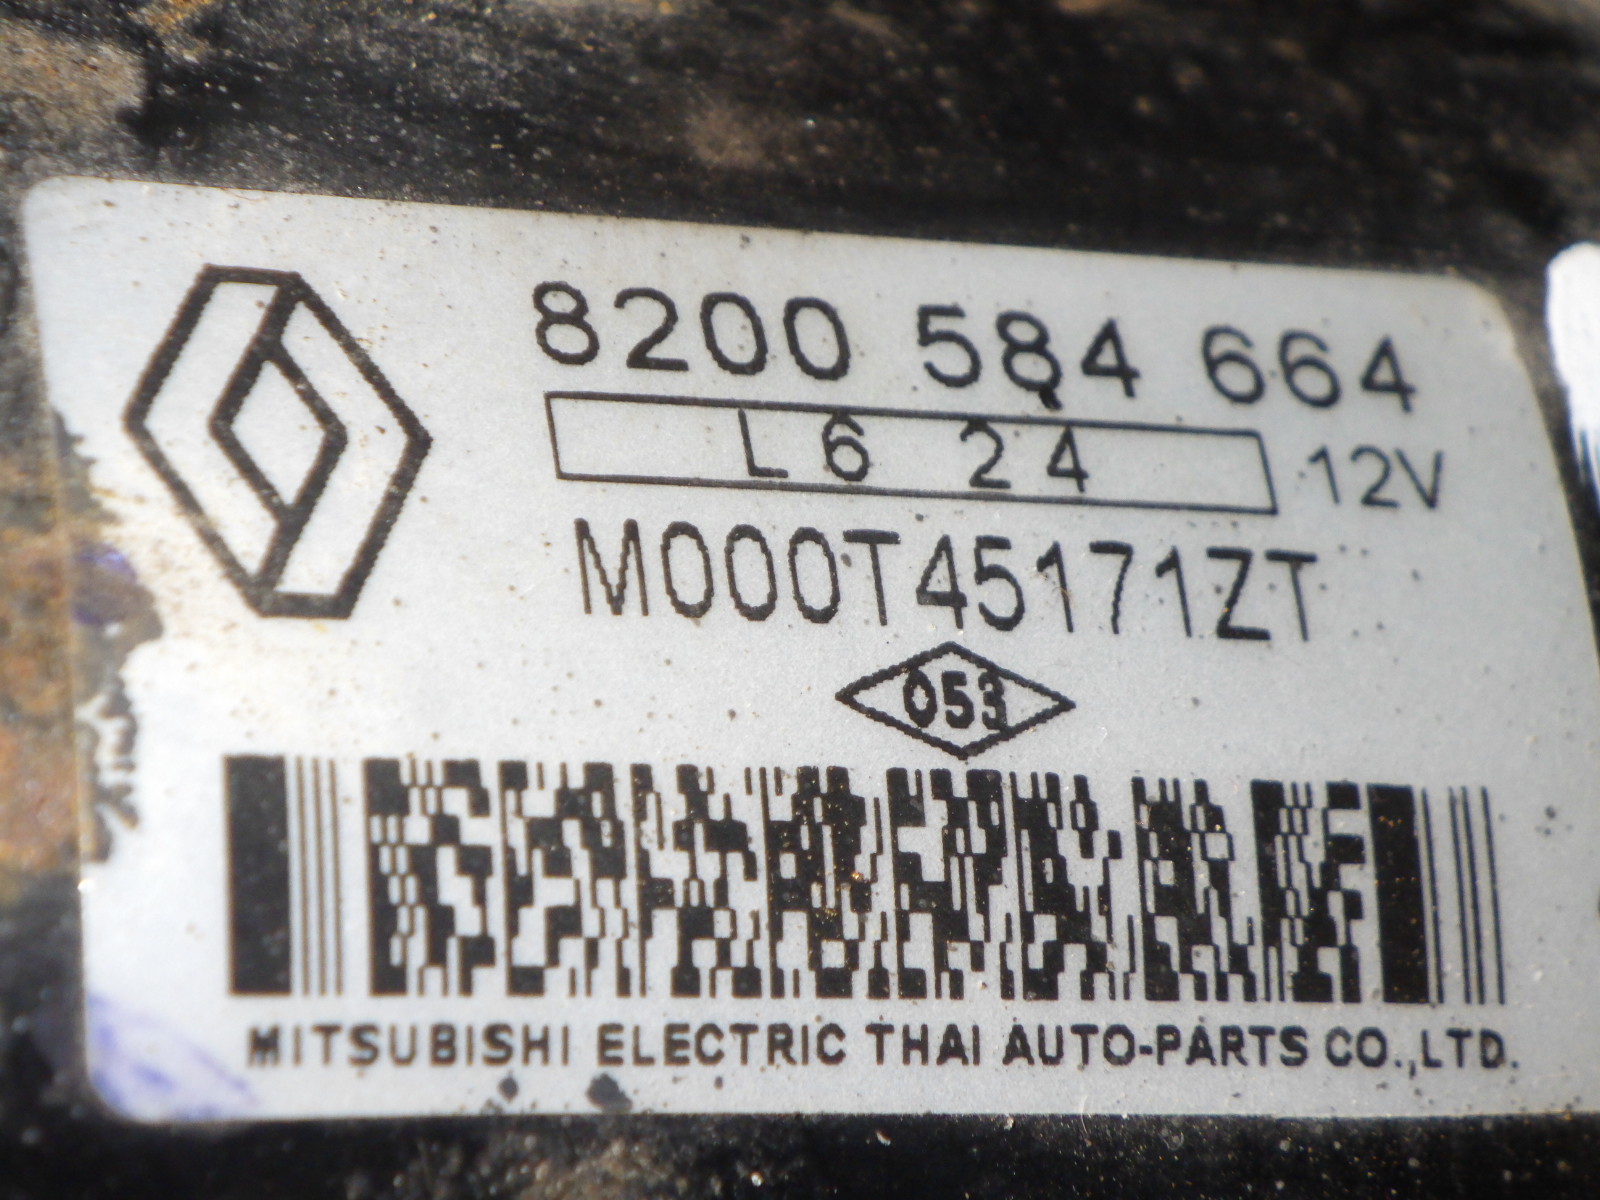 8200 584 664
L6 24
12V
M000T45171ZT
053
MITSUBISHI ELECTRIC THAI AUTO-PARTS CO.,LTD.